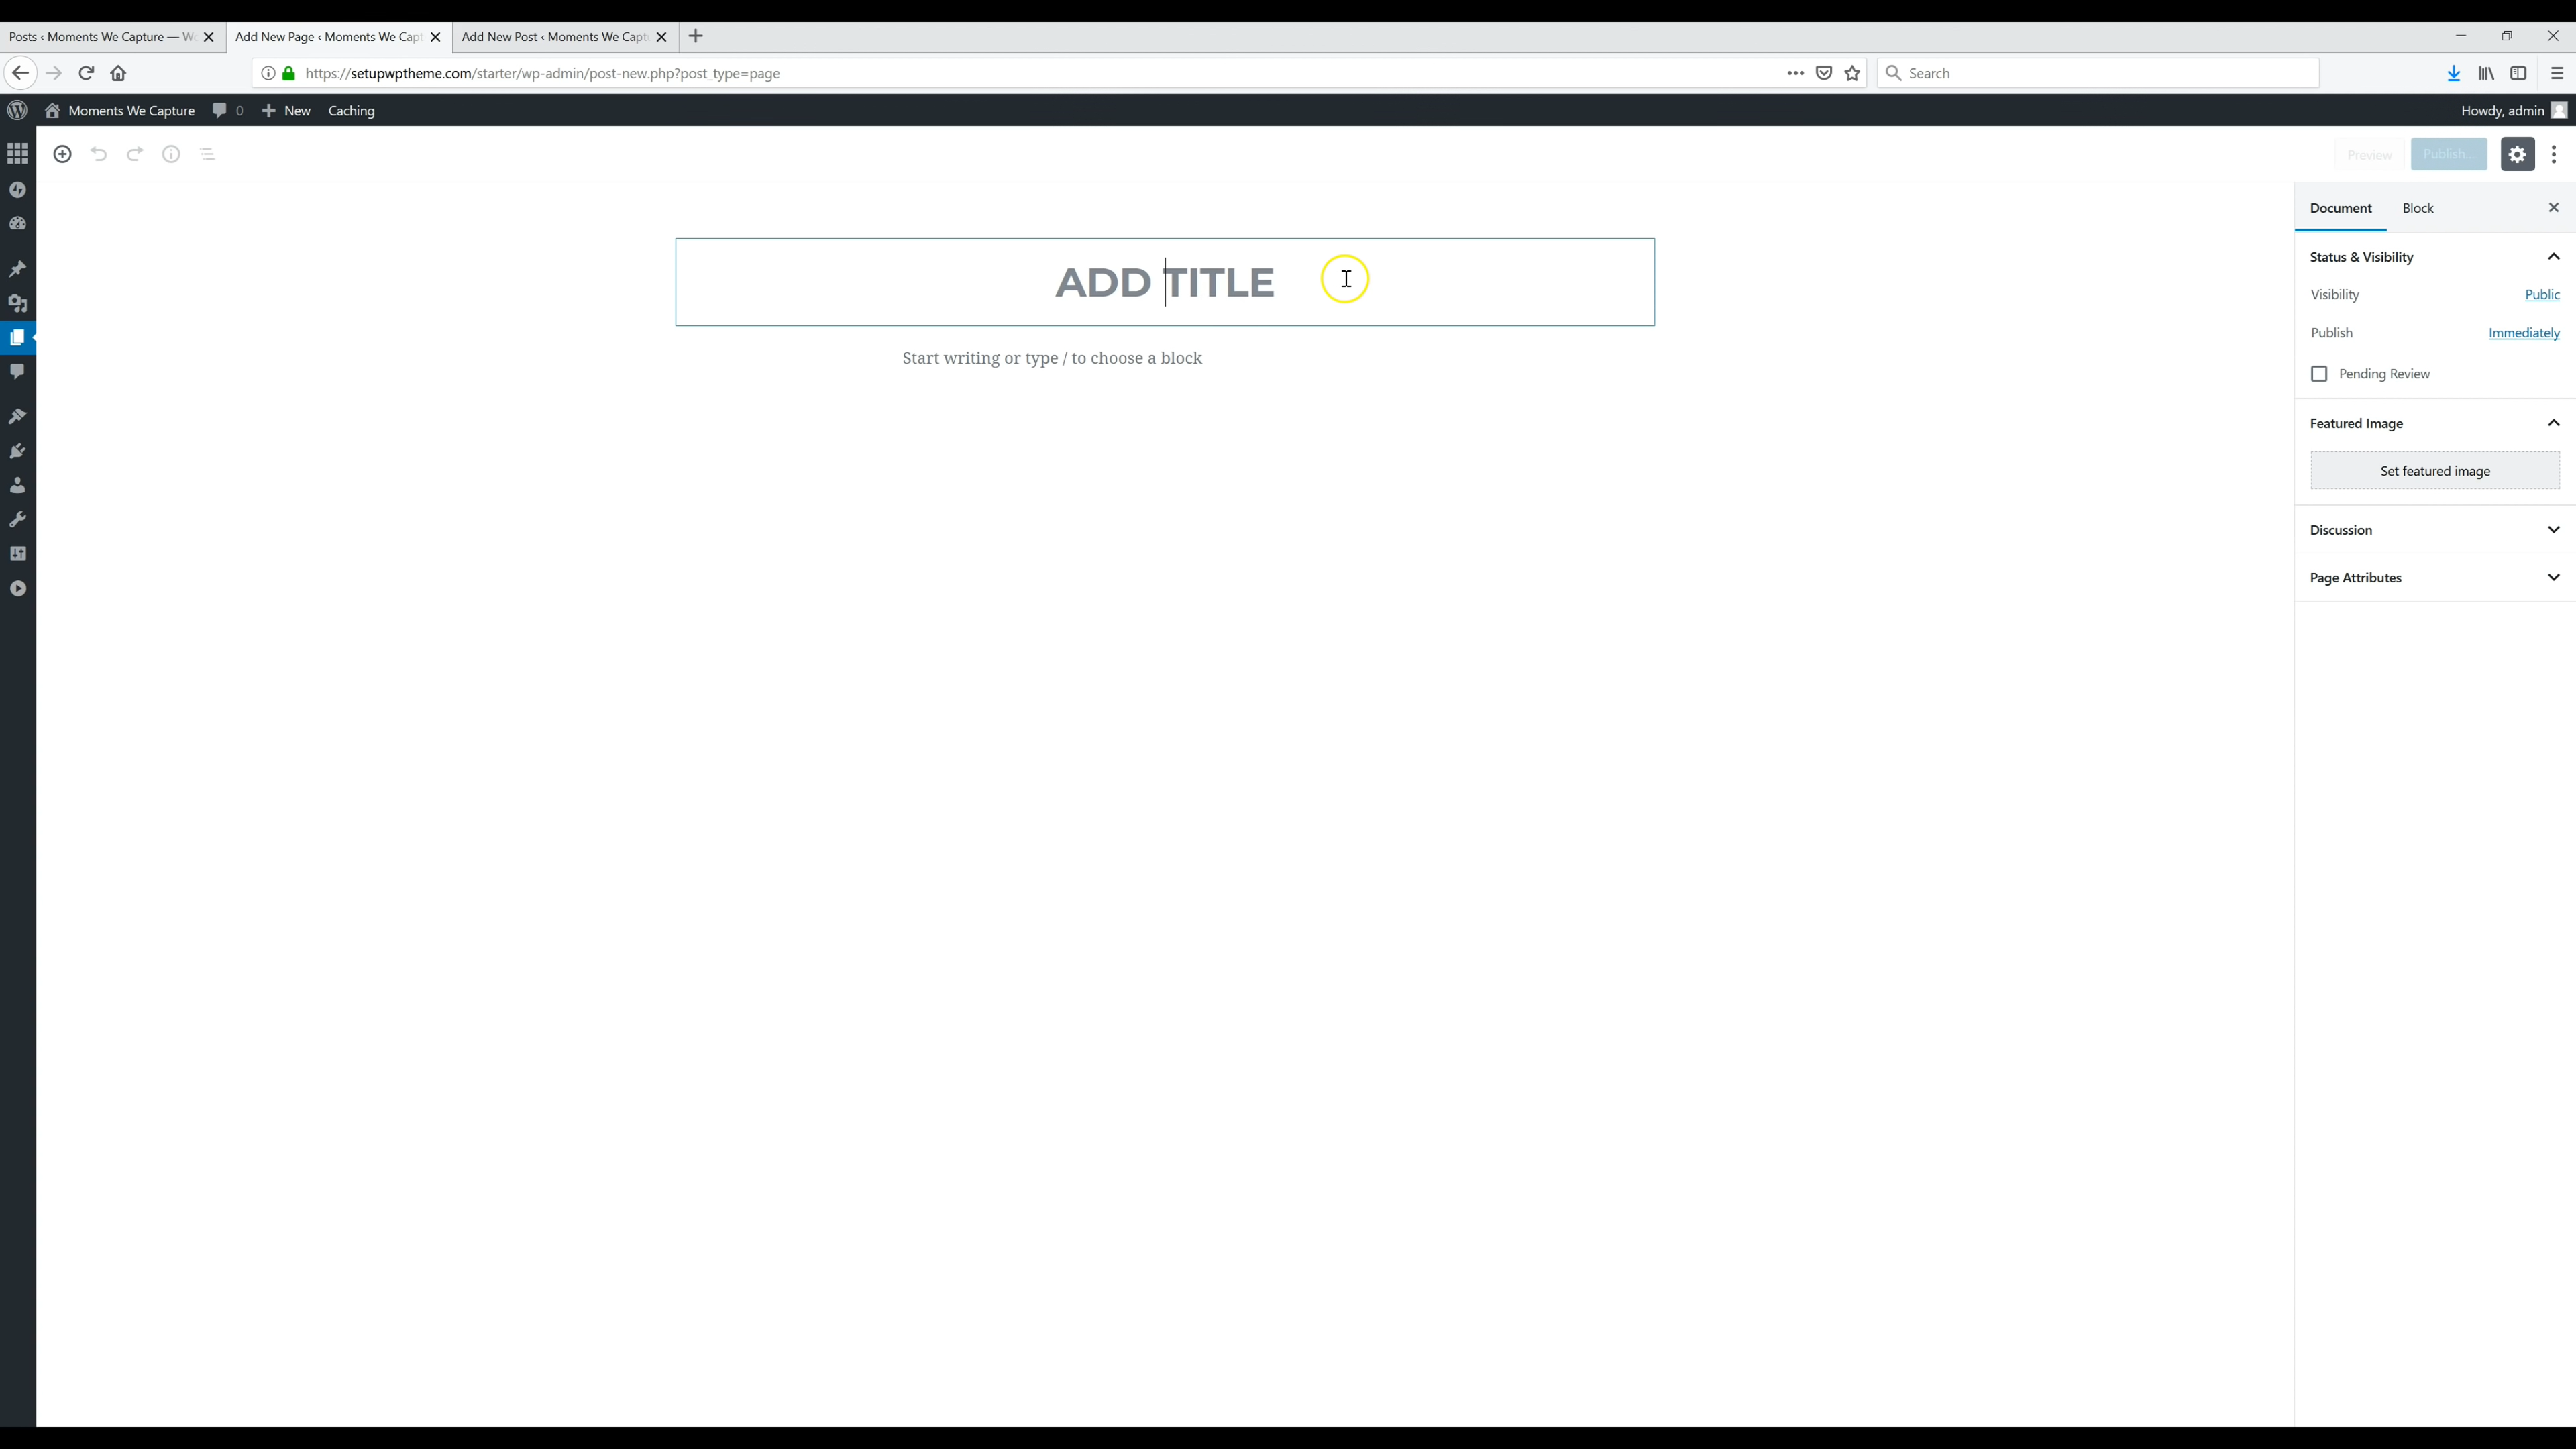 Posts ‹ Moments We Capture — W
Add New Page ‹ Moments We Capt
Add New Post ‹ Moments We Capt
https://setupwptheme.com/starter/wp-admin/post-new.php?post_type=page
Search
Moments We Capture
0
New
Caching
Howdy, admin
Preview
Publish...
Document
Block
ADD TITLE
Start writing or type / to choose a block
Status & Visibility
Visibility
Public
Publish
Immediately
Pending Review
Featured Image
Set featured image
Discussion
Page Attributes